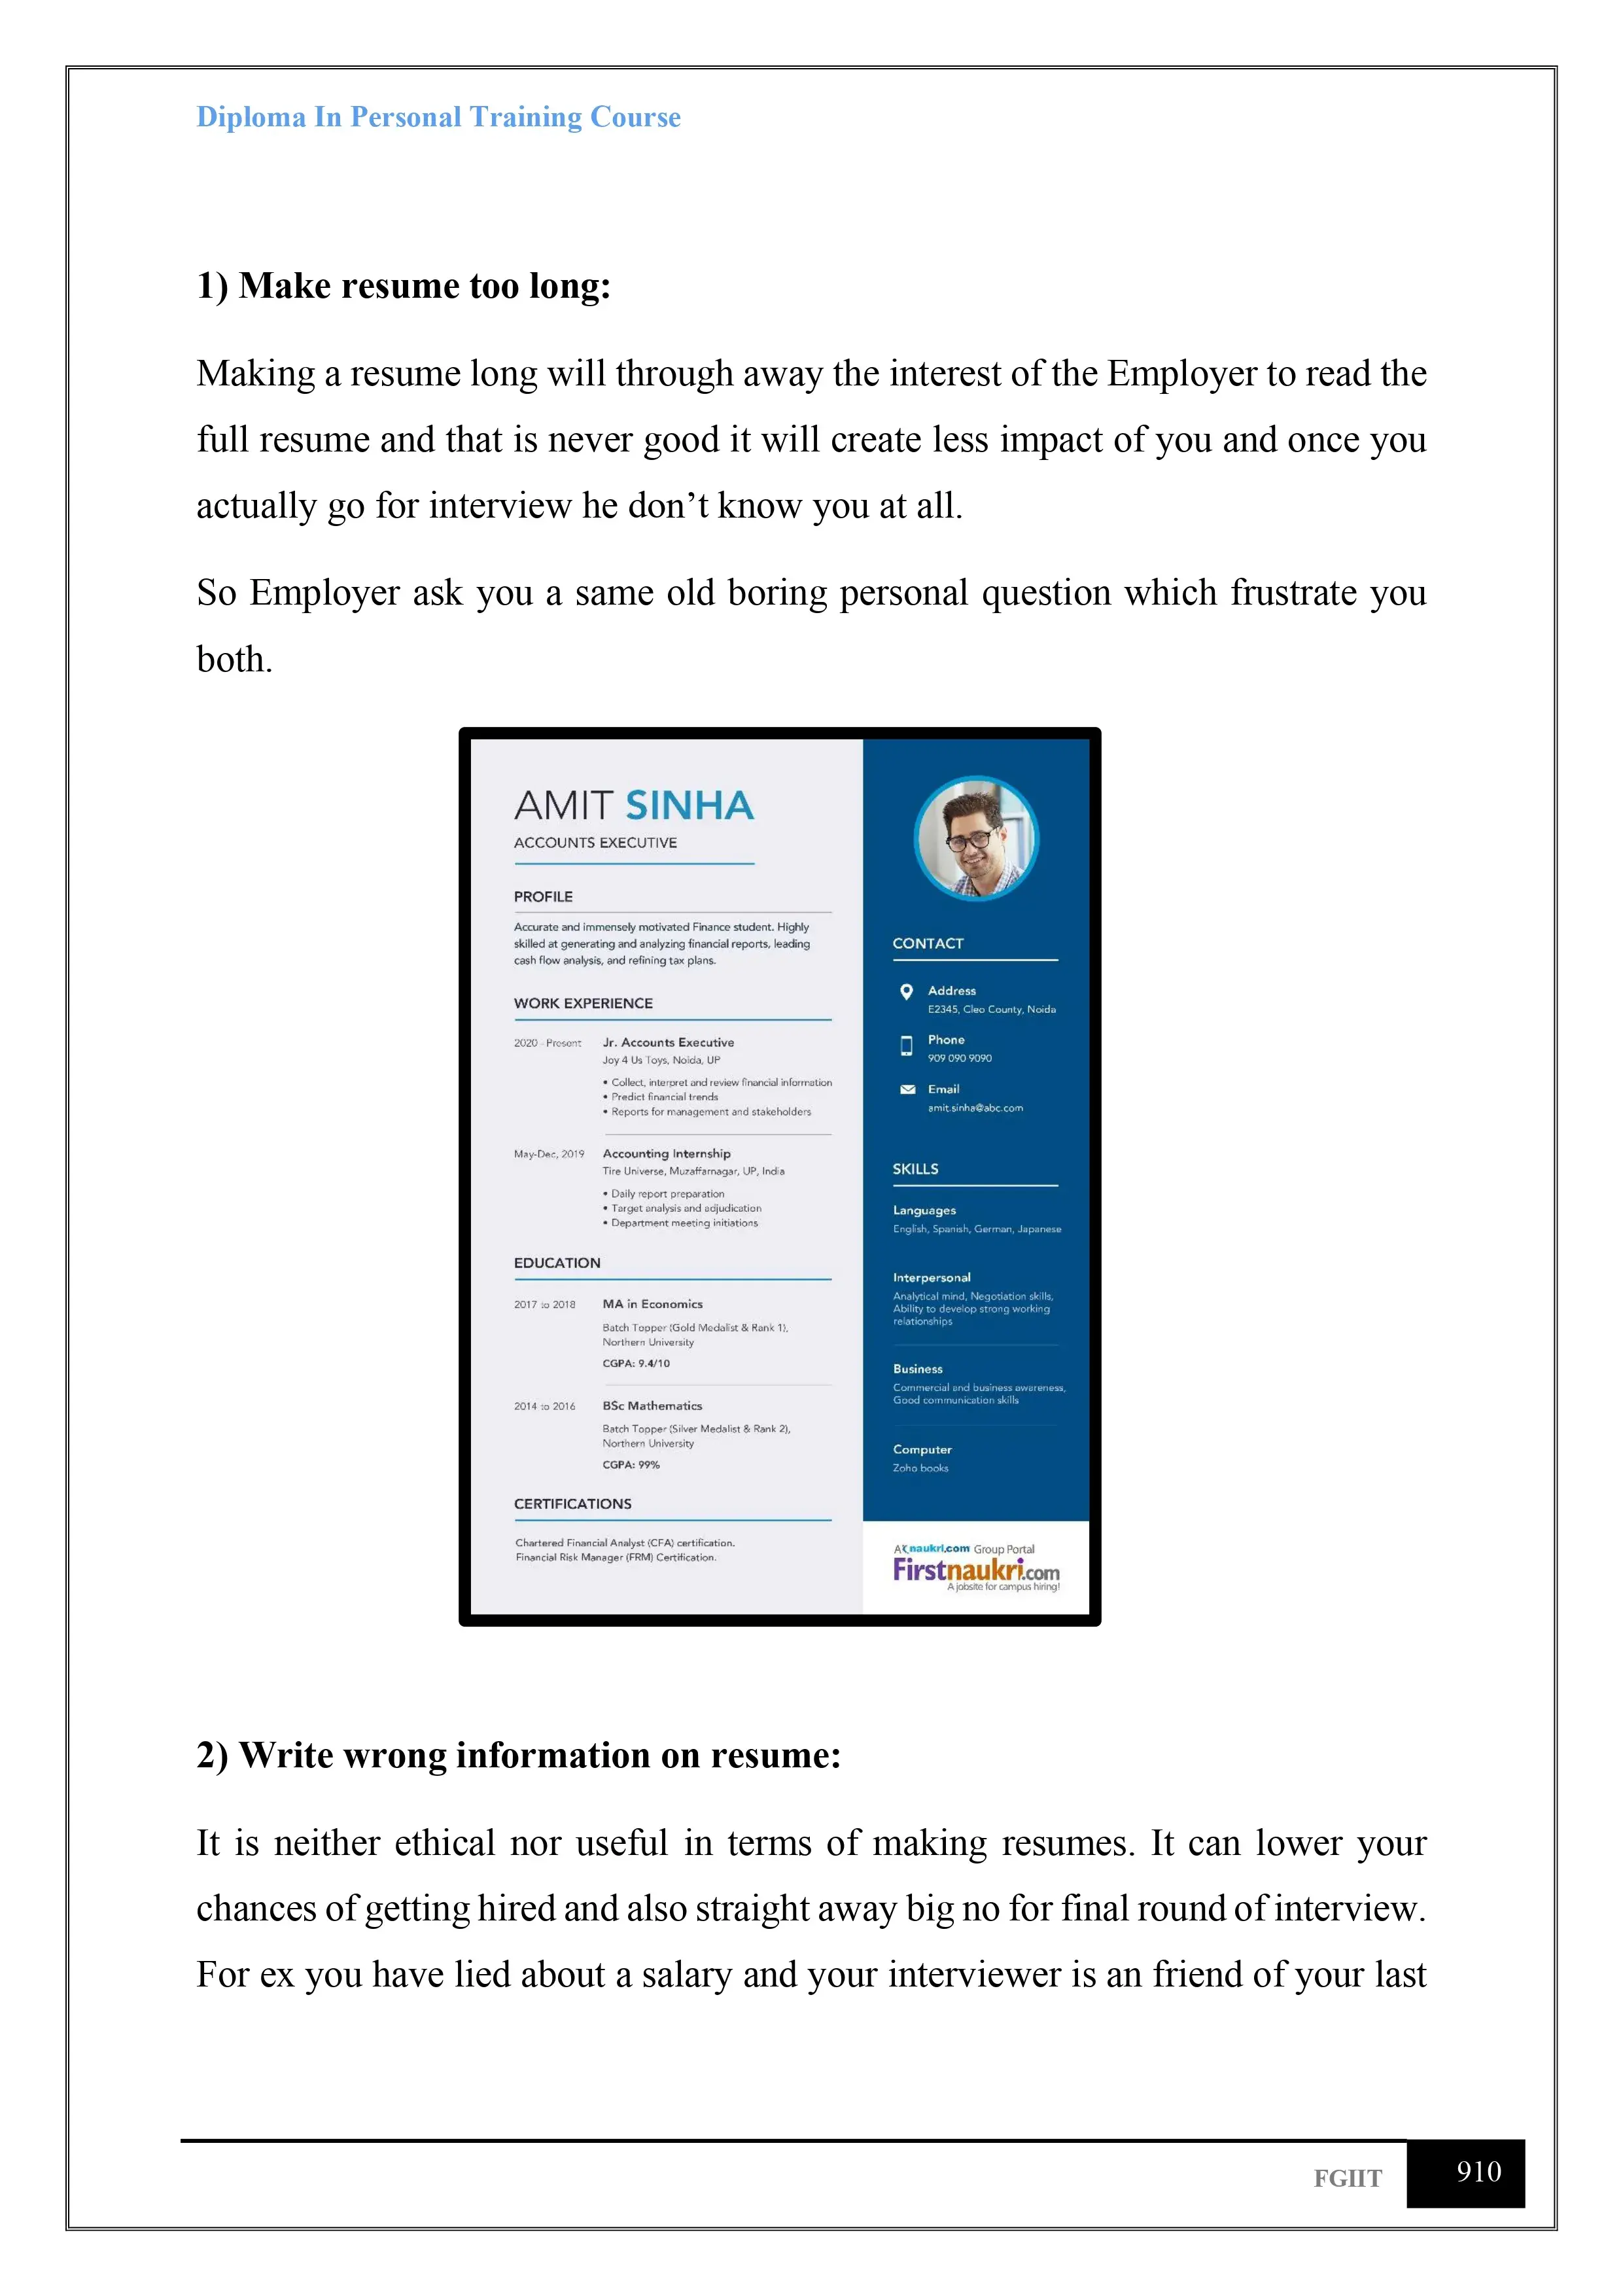 Diploma In Personal Training Course
1) Make resume too long:
Making a resume long will through away the interest of the Employer to read the
full resume and that is never good it will create less impact of you and once you
actually go for interview he don’t know you at all.
So Employer ask you a same old boring personal question which frustrate you
both.
AMIT SINHA
ACCOUNTS EXECUTIVE
PROFILE
Accurate and immensely motivated Finance student. Highly
skilled at generating and analyzing financial reports, leading
cash flow analysis, and refining tax plans.
WORK EXPERIENCE
2020 - Present Jr. Accounts Executive
Joy 4 Us Toys, Noida, UP
• Collect, interpret and review financial information
• Predict financial trends
• Reports for management and stakeholders
May-Dec, 2019 Accounting Internship
Tire Universe, Muzaffarnagar, UP, India
• Daily report preparation
• Target analysis and adjudication
• Department meeting initiations
EDUCATION
2017 to 2018 MA in Economics
Batch Topper (Gold Medalist & Rank 1),
Northern University
CGPA: 9.4/10
2014 to 2016 BSc Mathematics
Batch Topper (Silver Medalist & Rank 2),
Northern University
CGPA: 99%
CERTIFICATIONS
Chartered Financial Analyst (CFA) certification.
Financial Risk Manager (FRM) Certification.
CONTACT
Address
E2345, Cleo County, Noida
Phone
909 090 9090
Email
amit.sinha@abc.com
SKILLS
Languages
English, Spanish, German, Japanese
Interpersonal
Analytical mind, Negotiation skills,
Ability to develop strong working
relationships
Business
Commercial and business awareness,
Good communication skills
Computer
Zoho books
A naukri.com Group Portal
Firstnaukri.com
A jobsite for campus hiring!
2) Write wrong information on resume:
It is neither ethical nor useful in terms of making resumes. It can lower your
chances of getting hired and also straight away big no for final round of interview.
For ex you have lied about a salary and your interviewer is an friend of your last
FGIIT 910